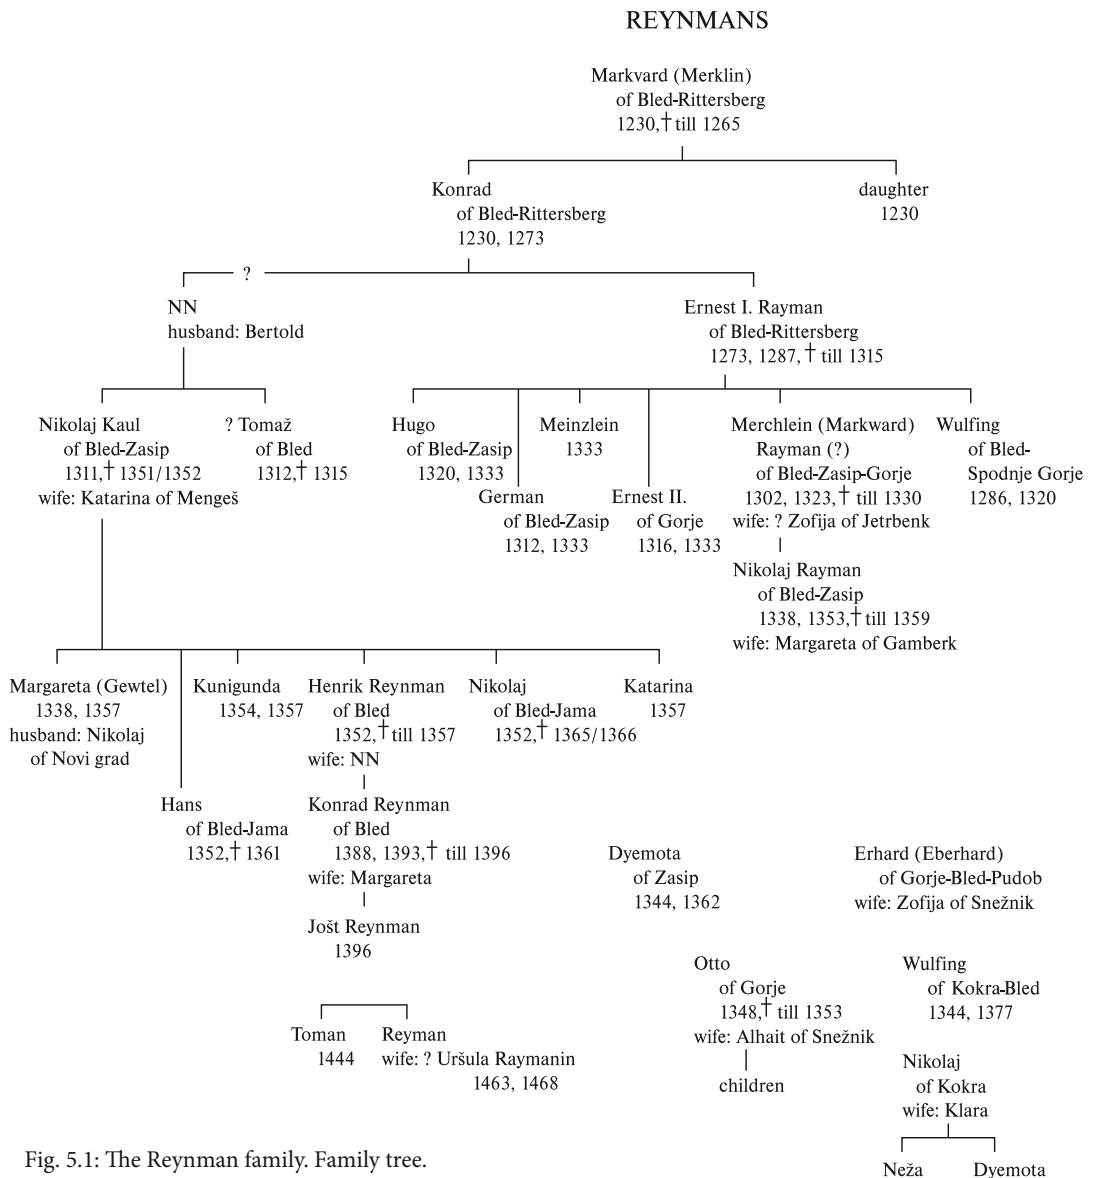 REYNMANS
Markvard (Merklin)
of Bled-Rittersberg
1230,† till 1265
Konrad
of Bled-Rittersberg
1230, 1273
daughter
1230
?
NN
husband: Bertold
Ernest I. Rayman
of Bled-Rittersberg
1273, 1287, † till 1315
Nikolaj Kaul
of Bled-Zasip
1311,† 1351/1352
wife: Katarina of Mengeš
? Tomaž
of Bled
1312,† 1315
Hugo
of Bled-Zasip
1320, 1333
German
of Bled-Zasip
1312, 1333
Meinzlein
1333
Ernest II.
of Gorje
1316, 1333
Merchlein (Markward)
Rayman (?)
of Bled-Zasip-Gorje
1302, 1323,† till 1330
wife: ? Zofija of Jetrbenk
Wulfing
of Bled-
Spodnje Gorje
1286, 1320
Nikolaj Rayman
of Bled-Zasip
1338, 1353,† till 1359
wife: Margareta of Gamberk
Margareta (Gewtel)
1338, 1357
husband: Nikolaj
of Novi grad
Kunigunda
1354, 1357
Henrik Reynman
of Bled
1352,† till 1357
wife: NN
Nikolaj
of Bled-Jama
1352,† 1365/1366
Katarina
1357
Hans
of Bled-Jama
1352,† 1361
Konrad Reynman
of Bled
1388, 1393,† till 1396
wife: Margareta
Jošt Reynman
1396
Dyemota
of Zasip
1344, 1362
Erhard (Eberhard)
of Gorje-Bled-Pudob
wife: Zofija of Snežnik
Otto
of Gorje
1348,† till 1353
wife: Alhait of Snežnik
children
Wulfing
of Kokra-Bled
1344, 1377
Toman
1444
Reyman
wife: ? Uršula Raymanin
1463, 1468
Nikolaj
of Kokra
wife: Klara
Neža
Dyemota
Fig. 5.1: The Reynman family. Family tree.